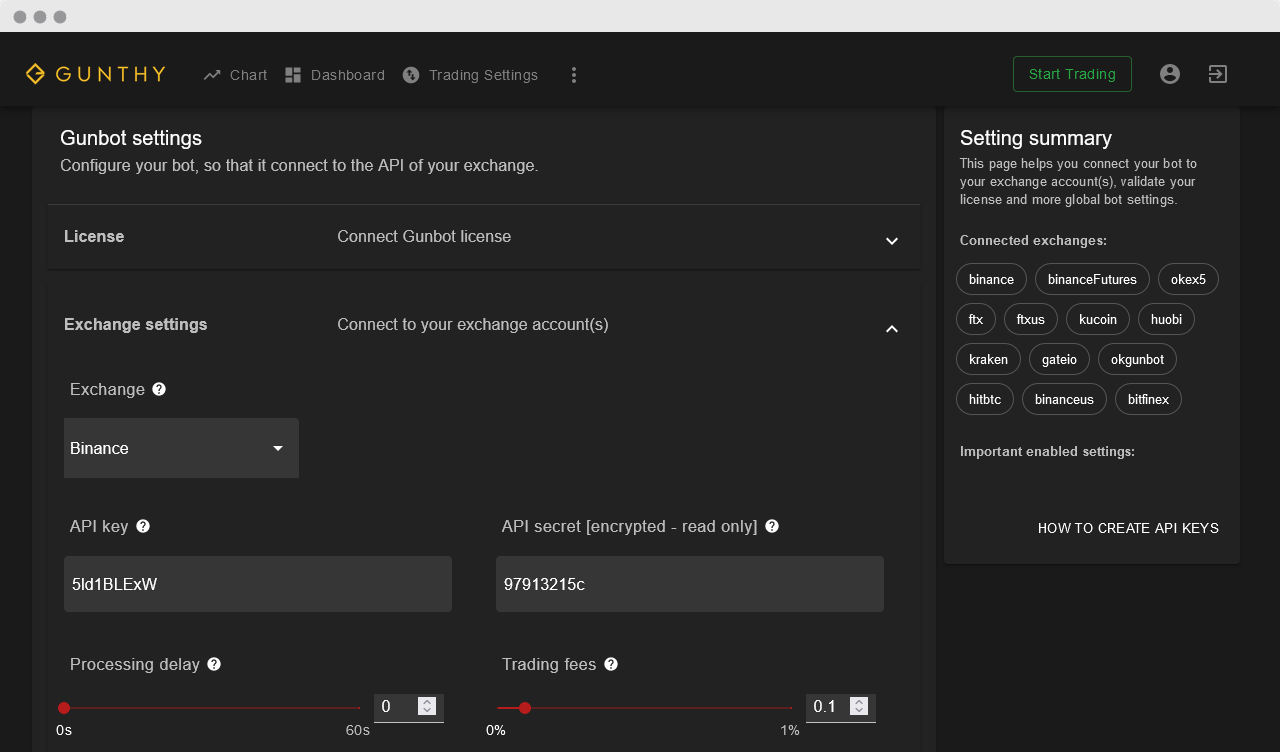 GUNTHY
Chart
Dashboard
Trading Settings
Start Trading
Gunbot settings
Configure your bot, so that it connect to the API of your exchange.
License
Connect Gunbot license
Exchange settings
Connect to your exchange account(s)
Exchange
Binance
API key
API secret [encrypted - read only]
5ld1BLExW
97913215c
Processing delay
Trading fees
0
0.1
0s
60s
0%
1%
Setting summary
This page helps you connect your bot to
your exchange account(s), validate your
license and more global bot settings.
Connected exchanges:
binance
binanceFutures
okex5
ftx
ftxus
kucoin
huobi
kraken
gateio
okgunbot
hitbtc
binanceus
bitfinex
Important enabled settings:
HOW TO CREATE API KEYS